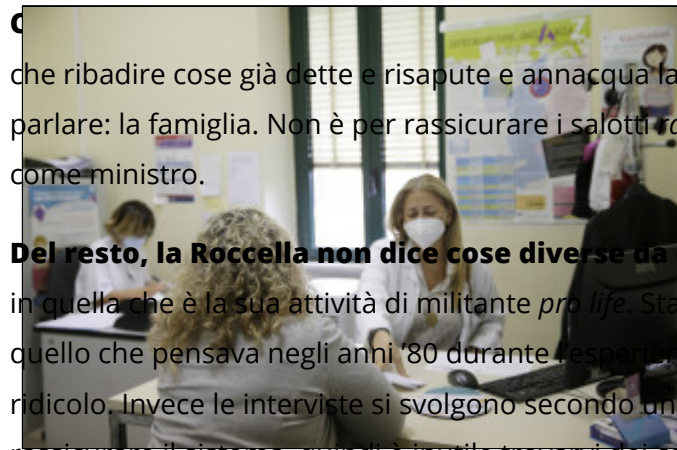 che ribadire cose già dette e risapute e annacqua la
parlare: la famiglia. Non è per rassicurare i salotti
come ministro.
Del resto, la Roccella non dice cose diverse da
in quella che è la sua attività di militante pro life. Sta
quello che pensava negli anni '80 durante l'esperien
ridicolo. Invece le interviste si svolgono secondo un